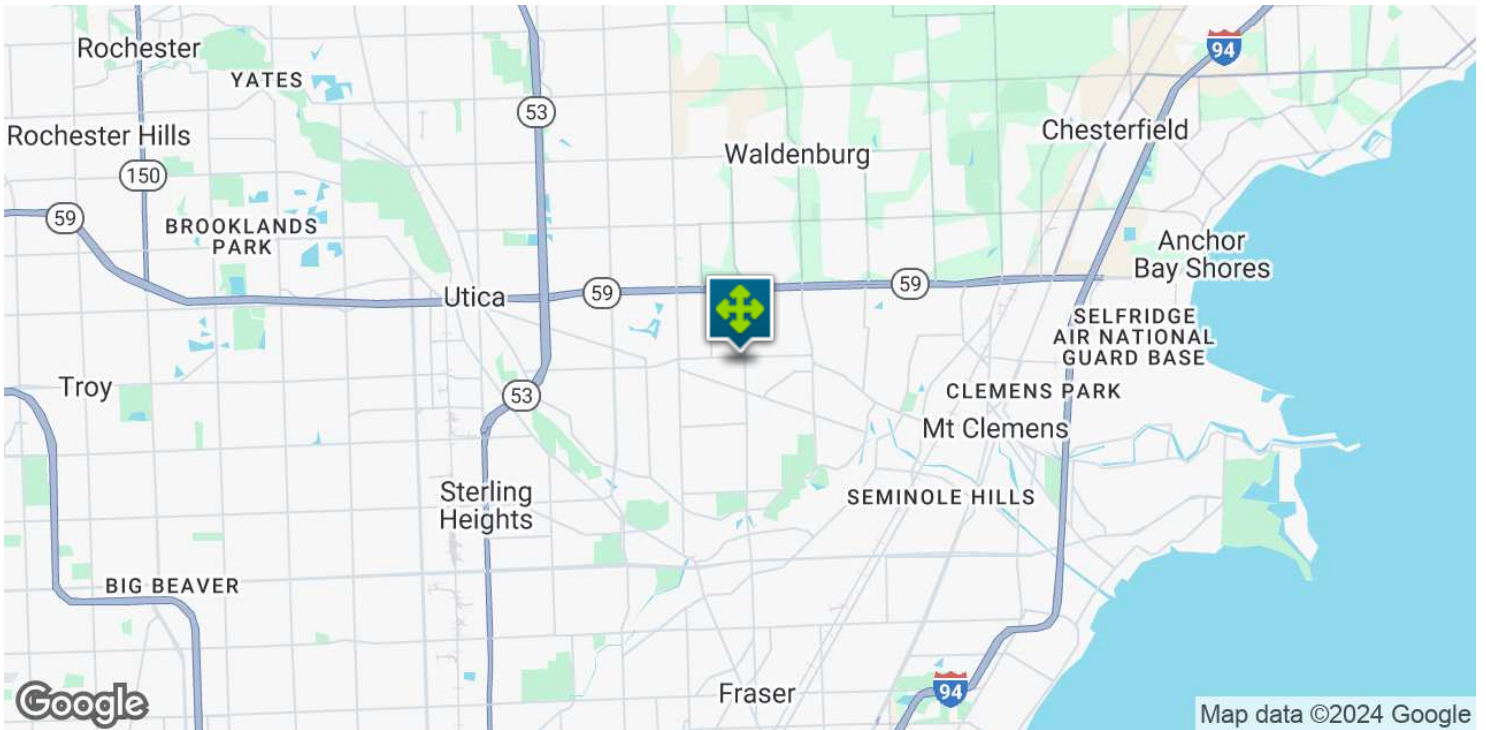 Rochester
YATES
94
53
Rochester Hills
Chesterfield
Waldenburg
150
59
BROOKLANDS
PARK
Anchor
Bay Shores
Utica
59
59
SELFRIDGE
AIR NATIONAL
GUARD BASE
Troy
53
CLEMENS PARK
Mt Clemens
Sterling
Heights
SEMINOLE HILLS
BIG BEAVER
Fraser
94
Google
Map data ©2024 Google